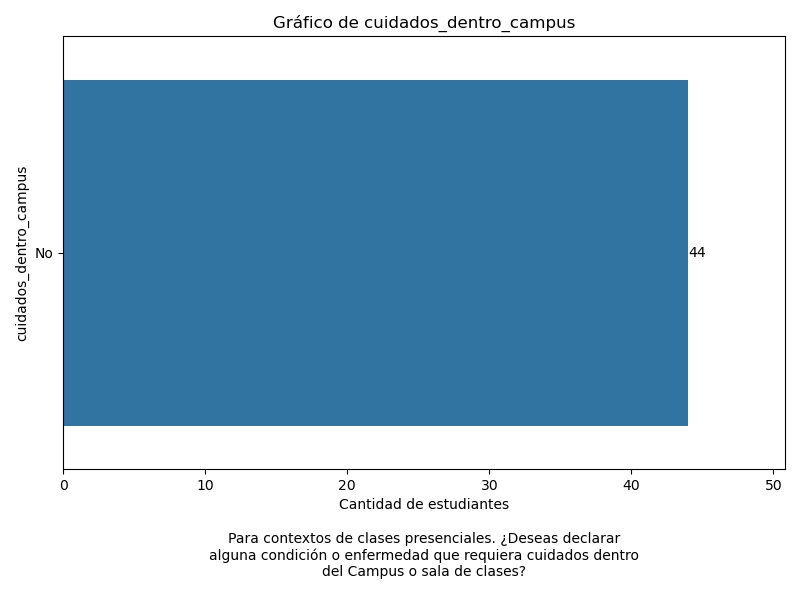 Gráfico de cuidados_dentro_campus
cuidados_dentro_campus
No
44
0 10 20 30 40 50
Cantidad de estudiantes
Para contextos de clases presenciales. ¿Deseas declarar
alguna condición o enfermedad que requiera cuidados dentro
del Campus o sala de clases?